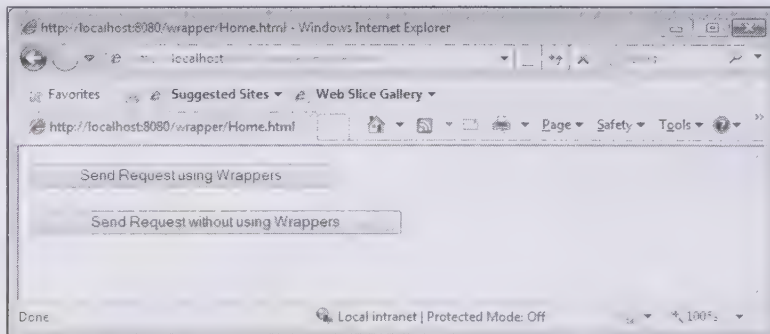 http://localhost:8080/wrapper/Home.html - Windows Internet Explorer
localhost
Favorites Suggested Sites Web Slice Gallery
http://localhost:8080/wrapper/Home.html Page Safety Tools
Send Request using Wrappers
Send Request without using Wrappers
Done Local intranet | Protected Mode: Off 100%